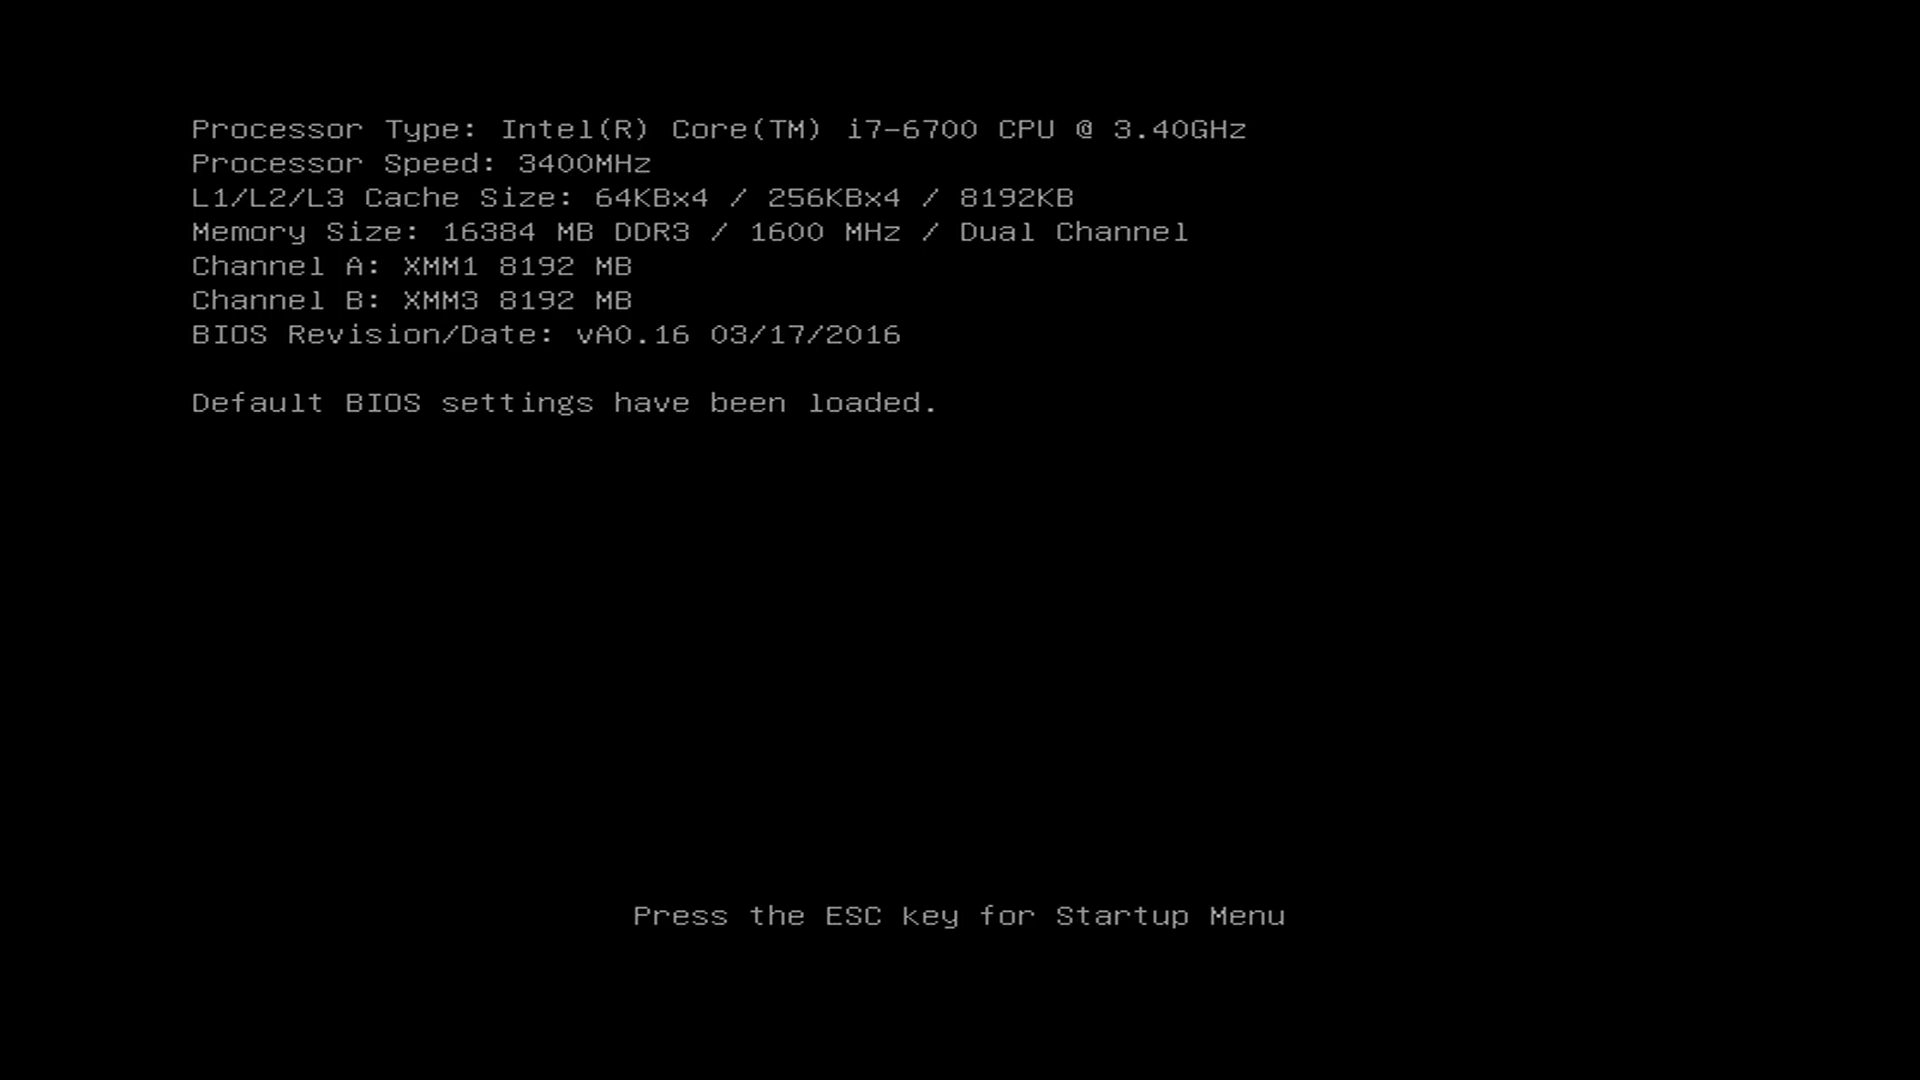 Processor Type: Intel(R) Core(TM) i7-6700 CPU @ 3.40GHz
Processor Speed: 3400MHz
L1/L2/L3 Cache Size: 64KBx4 / 256KBx4 / 8192KB
Memory Size: 16384 MB DDR3 / 1600 MHz / Dual Channel
Channel A: XMM1 8192 MB
Channel B: XMM3 8192 MB
BIOS Revision/Date: vA0.16 03/17/2016
Default BIOS settings have been loaded.
Press the ESC key for Startup Menu